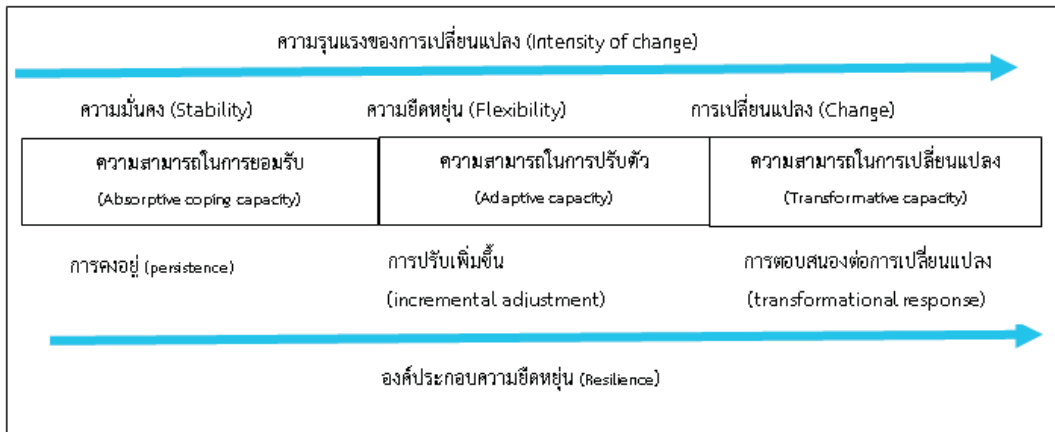 ความรุนแรงของการเปลี่ยนแปลง (Intensity of change)
ความมั่นคง (Stability) ความยืดหยุ่น (Flexibility) การเปลี่ยนแปลง (Change)
ความสามารถในการยอมรับ ความสามารถในการปรับตัว ความสามารถในการเปลี่ยนแปลง
(Absorptive coping capacity) (Adaptive capacity) (Transformative capacity)
การคงอยู่ (persistence) การปรับเพิ่มขึ้น การตอบสนองต่อการเปลี่ยนแปลง
(incremental adjustment) (transformational response)
องค์ประกอบความยืดหยุ่น (Resilience)